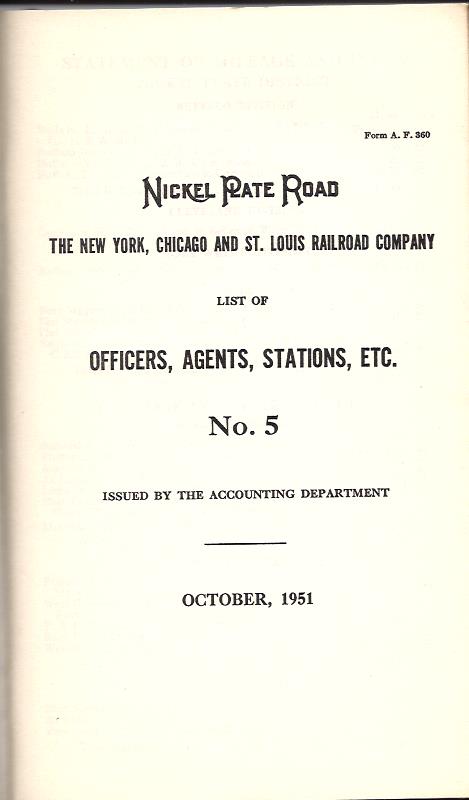 Form A. F. 360
NICKEL PLATE ROAD
THE NEW YORK, CHICAGO AND ST. LOUIS RAILROAD COMPANY
LIST OF
OFFICERS, AGENTS, STATIONS, ETC.
No. 5
ISSUED BY THE ACCOUNTING DEPARTMENT
OCTOBER, 1951